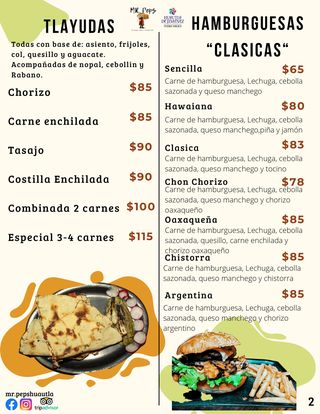 TLAYUDAS
Todas con base de: asiento, frijoles,
col, quesillo y aguacate.
Acompañadas de nopal, cebollin y
Rabano.
Chorizo $85
Carne enchilada $85
Tasajo $90
Costilla Enchilada $90
Combinada 2 carnes $100
Especial 3-4 carnes $115
mr.pepshuautla
tripadvisor
Mr. Peps
HAMBURGUESAS
“CLASICAS“
Sencilla $65
Carne de hamburguesa, Lechuga, cebolla
sazonada y queso manchego
Hawaiana $80
Carne de hamburguesa, Lechuga, cebolla
sazonada, queso manchego,piña y jamón
Clasica $83
Carne de hamburguesa, Lechuga, cebolla
sazonada, queso manchego y tocino
Chon Chorizo $78
Carne de hamburguesa, Lechuga, cebolla
sazonada, queso manchego y chorizo
oaxaqueño
Oaxaqueña $85
Carne de hamburguesa, Lechuga, cebolla
sazonada, quesillo, carne enchilada y
chorizo oaxaqueño
Chistorra $85
Carne de hamburguesa, Lechuga, cebolla
sazonada, queso manchego y chistorra
Argentina $85
Carne de hamburguesa, Lechuga, cebolla
sazonada, queso manchego y chorizo
argentino
2